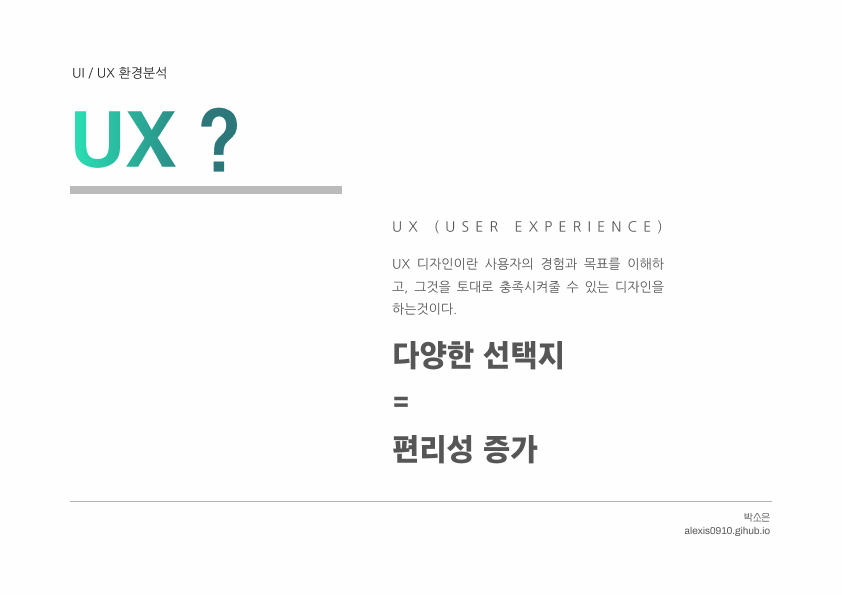 UI / UX 환경분석
UX ?
UX (USER EXPERIENCE)
UX 디자인이란 사용자의 경험과 목표를 이해하
고, 그것을 토대로 충족시켜줄 수 있는 디자인을
하는것이다.
다양한 선택지
=
편리성 증가
박소은
alexis0910.gihub.io